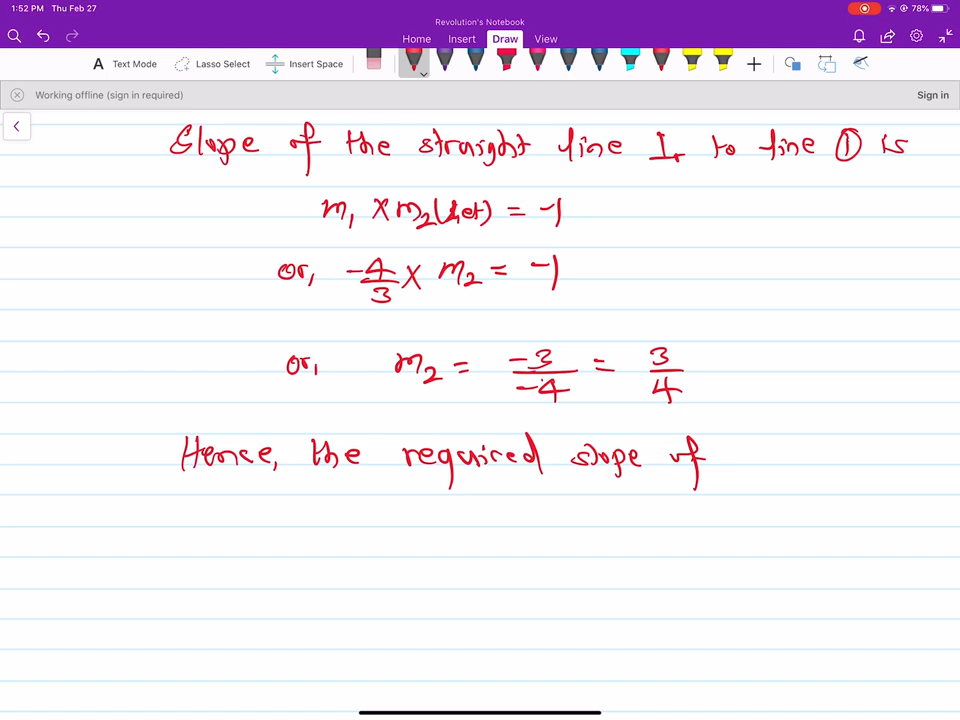 1:52 PM Thu Feb 27
78%
Revolution's Notebook
Home Insert Draw View
A Text Mode Lasso Select Insert Space
Working offline (sign in required) Sign in
Slope of the straight line ⊥r to line ① is
m₁ × m₂ (let) = -1
or, -4/3 × m₂ = -1
or, m₂ = -3/-4 = 3/4
Hence, the required slope of